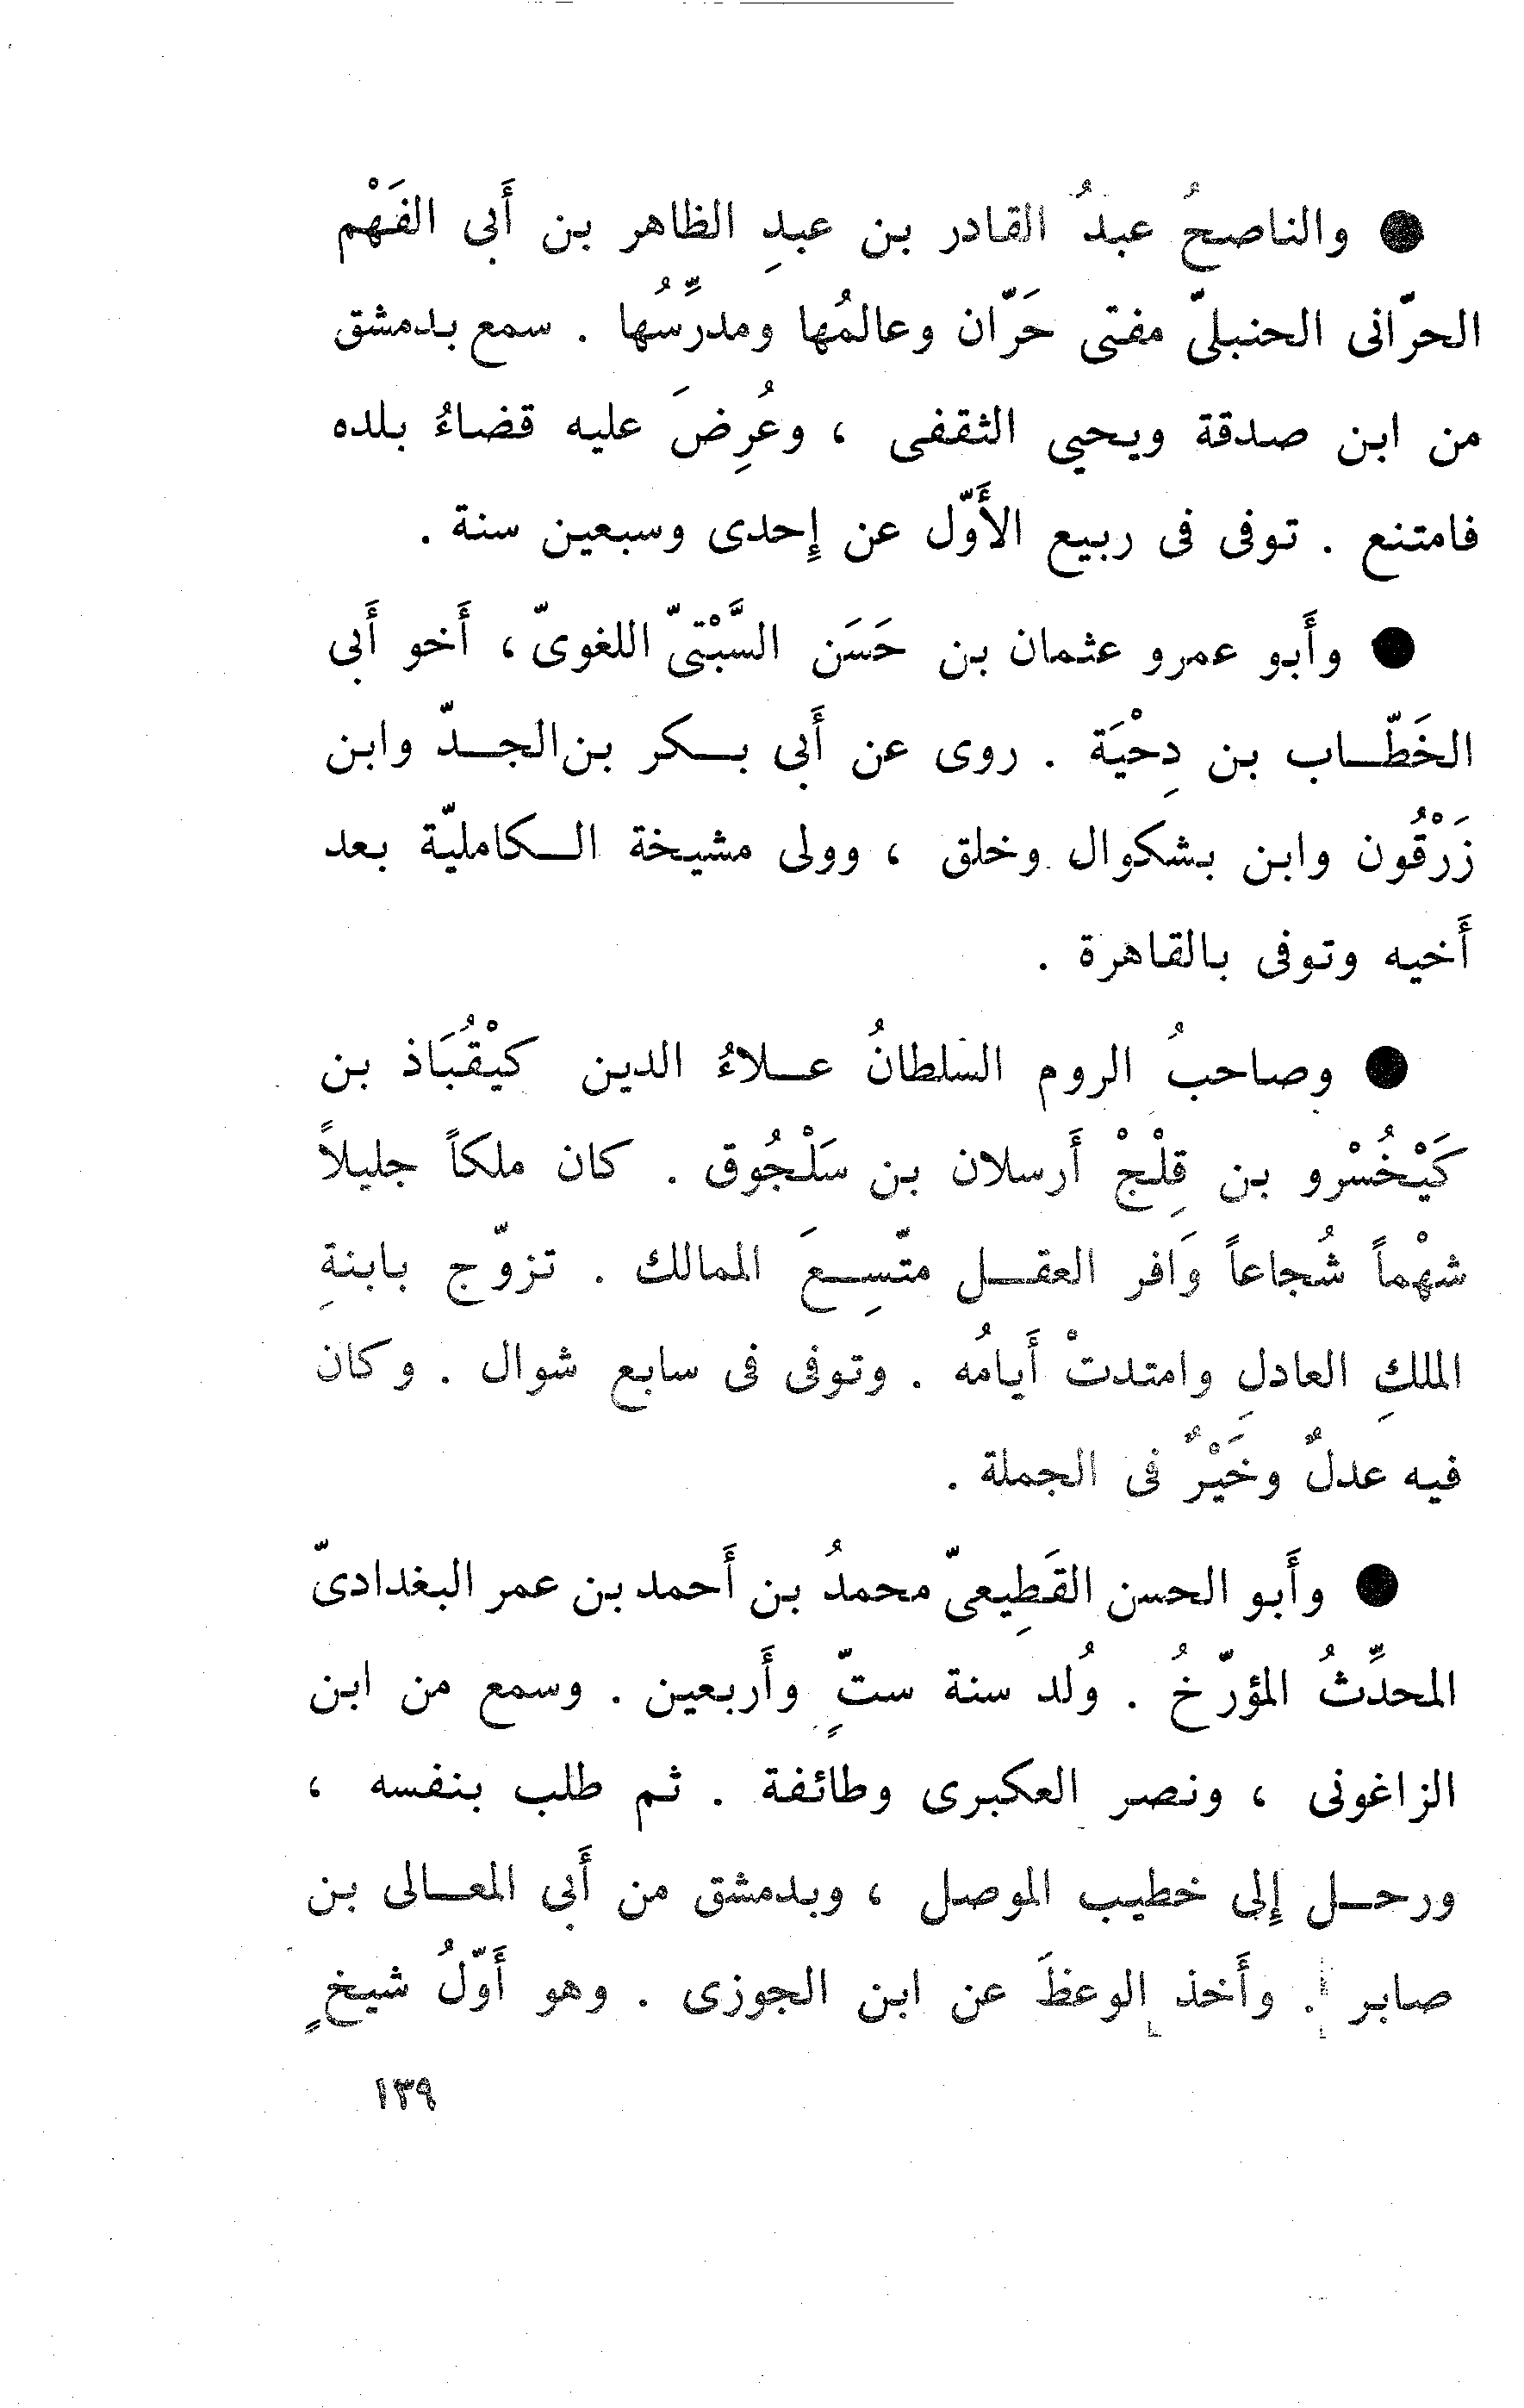 ● والناصحُ عبدُ القادر بن عبدِ الظاهر بن أَبى الفَهْم
الحرّانى الحنبلىّ مفتى حَرّان وعالمُها ومدرِّسُها . سمع بدمشق
من ابن صدقة ويحيى الثقفى ، وعُرِضَ عليه قضاءُ بلده
فامتنع . توفى فى ربيع الأَوّل عن إِحدى وسبعين سنة .
● وأَبو عمرو عثمان بن حَسَن السَّبْتىّ اللغوىّ ، أَخو أَبى
الخَطّاب بن دِحْيَة . روى عن أَبى بكر بن الجدّ وابن
زَرْقُون وابن بشكوال وخلق ، وولى مشيخة الكامليّة بعد
أَخيه وتوفى بالقاهرة .
● وصاحبُ الروم السلطانُ علاءُ الدين كيْقُبَاذ بن
كَيْخُسْرو بن قِلْجْ أَرسلان بن سَلْجُوق . كان ملكاً جليلاً
شهْماً شُجاعاً وَافر العقل متّسِعَ الممالك . تزوّج بابنةِ
الملكِ العادلِ وامتدتْ أَيامُه . وتوفى فى سابع شوال . وكان
فيه عدلٌ وخَيْرٌ فى الجملة .
● وأَبو الحسن القَطِيعىّ محمدُ بن أَحمد بن عمر البغدادىّ
المحدِّثُ المؤرّخُ . وُلد سنة ستٍّ وأَربعين . وسمع من ابن
الزاغونى ، ونصر العكبرى وطائفة . ثم طلب بنفسه ،
ورحل إِلى خطيب الموصل ، وبدمشق من أَبى المعالى بن
صابر . وأَخذ الوعظَ عن ابن الجوزى . وهو أَوّلُ شيخٍ
١٣٩